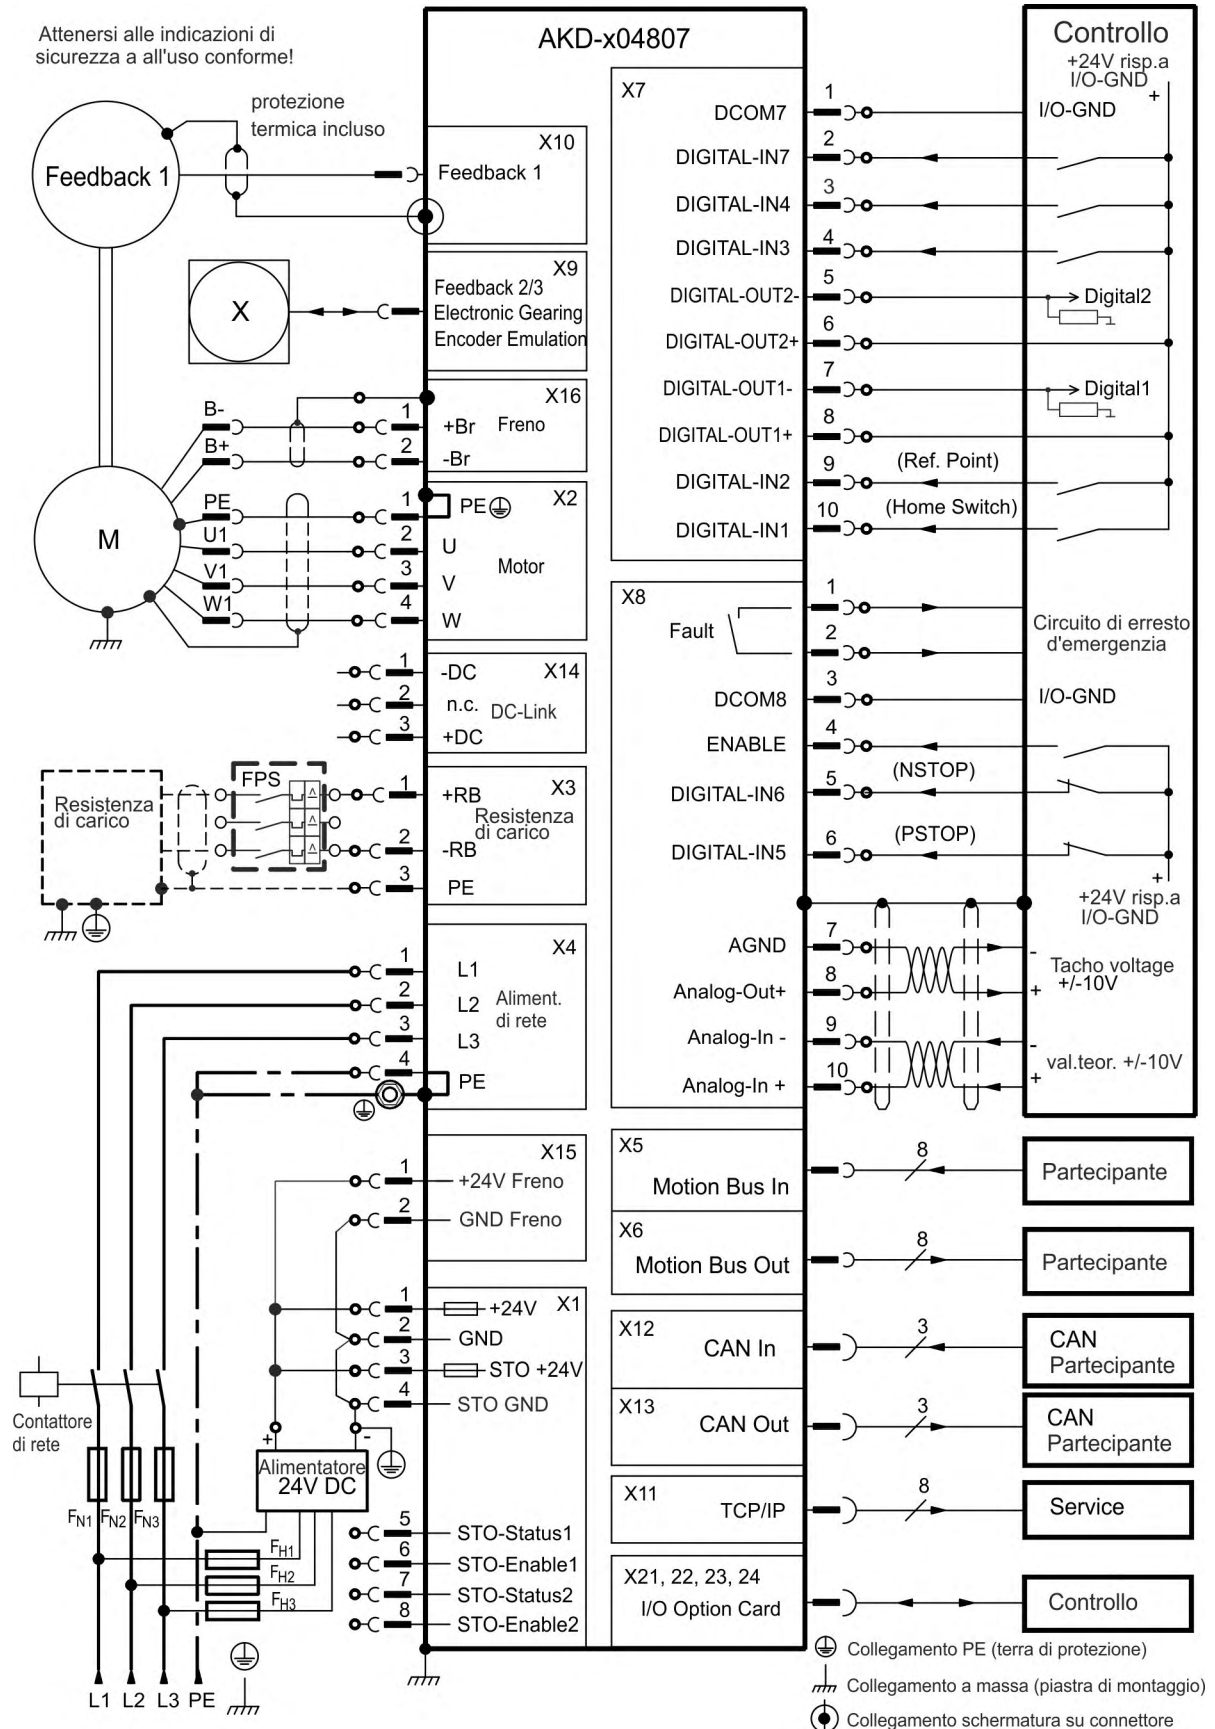 Attenersi alle indicazioni di
sicurezza a all'uso conforme!
AKD-x04807
Controllo
+24V risp.a
I/O-GND
+
protezione
termica incluso
Feedback 1
X10
Feedback 1
X
X9
Feedback 2/3
Electronic Gearing
Encoder Emulation
B-
B+
1
2
X16
+Br
Freno
-Br
M
PE
U1
V1
W1
1
2
3
4
X2
PE
U
V
W
Motor
1
2
3
X14
-DC
n.c.
DC-Link
+DC
Resistenza
di carico
FPS
1
2
3
X3
+RB
Resistenza
di carico
-RB
PE
1
2
3
4
X4
L1
L2
L3
Aliment.
di rete
PE
1
2
X15
+24V Freno
GND Freno
1
2
3
4
X1
+24V
GND
STO +24V
STO GND
Contattore
di rete
+
-
Alimentatore
24V DC
FN1
FN2
FN3
FH1
FH2
FH3
5
6
7
8
STO-Status1
STO-Enable1
STO-Status2
STO-Enable2
L1
L2
L3
PE
X7
DCOM7
1
I/O-GND
DIGITAL-IN7
2
DIGITAL-IN4
3
DIGITAL-IN3
4
DIGITAL-OUT2-
5
Digital2
DIGITAL-OUT2+
6
DIGITAL-OUT1-
7
Digital1
DIGITAL-OUT1+
8
DIGITAL-IN2
9
(Ref. Point)
DIGITAL-IN1
10
(Home Switch)
X8
Fault
1
2
Circuito di erresto
d'emergenzia
DCOM8
3
I/O-GND
ENABLE
4
DIGITAL-IN6
5
(NSTOP)
DIGITAL-IN5
6
(PSTOP)
+
+24V risp.a
I/O-GND
AGND
7
-
Analog-Out+
8
+
Tacho voltage
+/-10V
Analog-In -
9
-
Analog-In +
10
+
val.teor. +/-10V
X5
Motion Bus In
8
Partecipante
X6
Motion Bus Out
8
Partecipante
X12
CAN In
3
CAN
Partecipante
X13
CAN Out
3
CAN
Partecipante
X11
TCP/IP
8
Service
X21, 22, 23, 24
I/O Option Card
Controllo
Collegamento PE (terra di protezione)
Collegamento a massa (piastra di montaggio)
Collegamento schermatura su connettore